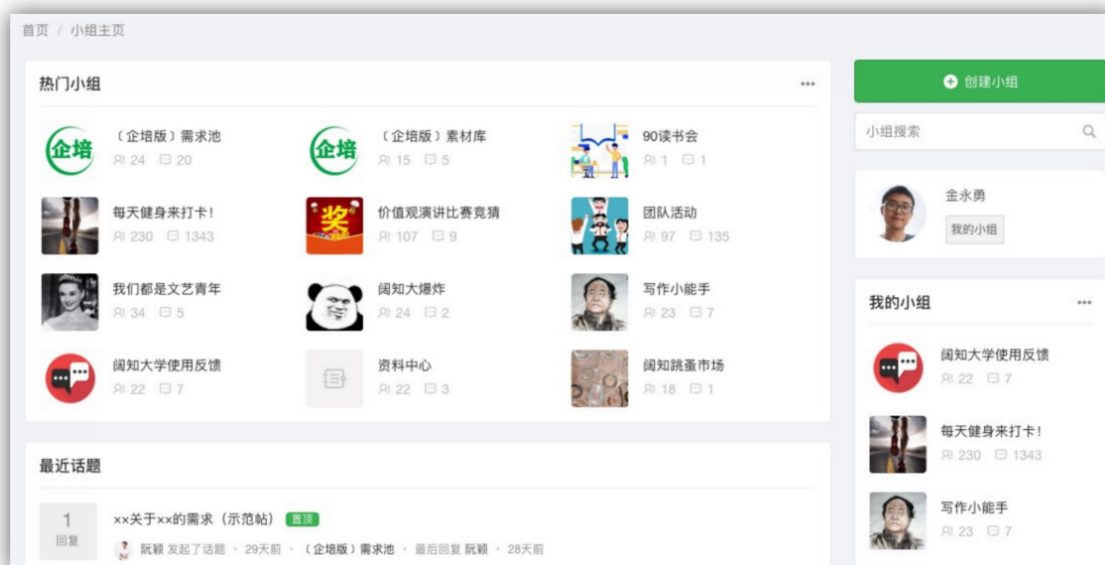 首页 / 小组主页
热门小组
企培
﹝企培版﹞需求池
24 20
企培
﹝企培版﹞素材库
15 5
90读书会
1 1
每天健身来打卡！
230 1343
奖
价值观演讲比赛竞猜
107 9
团队活动
97 135
我们都是文艺青年
34 5
阔知大爆炸
24 2
写作小能手
23 7
阔知大学使用反馈
22 7
资料中心
22 3
阔知跳蚤市场
18 1
最近话题
1
回复
××关于××的需求（示范帖） 置顶
阮颖 发起了话题 · 29天前 · ﹝企培版﹞需求池 · 最后回复 阮颖 · 28天前
创建小组
小组搜索
金永勇
我的小组
我的小组
阔知大学使用反馈
22 7
每天健身来打卡！
230 1343
写作小能手
23 7